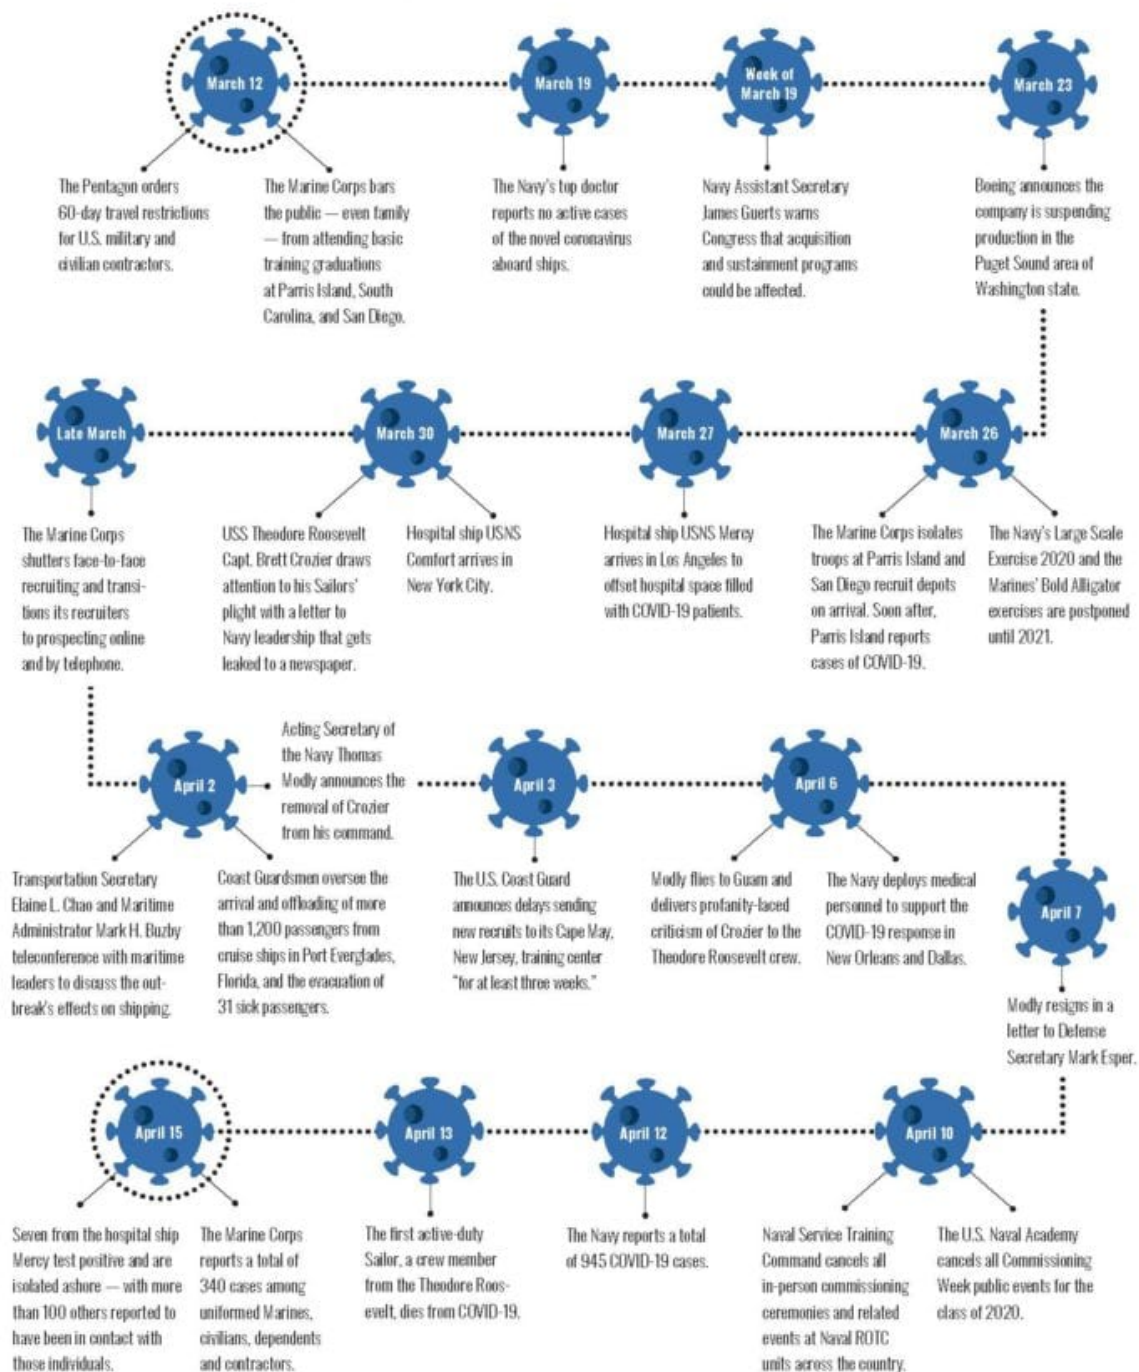 March 12
The Pentagon orders
60-day travel restrictions
for U.S. military and
civilian contractors.
The Marine Corps bars
the public — even family
— from attending basic
training graduations
at Parris Island, South
Carolina, and San Diego.
March 19
The Navy's top doctor
reports no active cases
of the novel coronavirus
aboard ships.
Week of
March 19
Navy Assistant Secretary
James Guerts warns
Congress that acquisition
and sustainment programs
could be affected.
March 23
Boeing announces the
company is suspending
production in the
Puget Sound area of
Washington state.
March 26
The Marine Corps isolates
troops at Parris Island and
San Diego recruit depots
on arrival. Soon after,
Parris Island reports
cases of COVID-19.
The Navy's Large Scale
Exercise 2020 and the
Marines' Bold Alligator
exercises are postponed
until 2021.
March 27
Hospital ship USNS Mercy
arrives in Los Angeles to
offset hospital space filled
with COVID-19 patients.
March 30
USS Theodore Roosevelt
Capt. Brett Crozier draws
attention to his Sailors'
plight with a letter to
Navy leadership that gets
leaked to a newspaper.
Hospital ship USNS
Comfort arrives in
New York City.
Late March
The Marine Corps
shutters face-to-face
recruiting and transi-
tions its recruiters
to prospecting online
and by telephone.
April 2
Acting Secretary of
the Navy Thomas
Modly announces the
removal of Crozier
from his command.
Transportation Secretary
Elaine L. Chao and Maritime
Administrator Mark H. Buzby
teleconference with maritime
leaders to discuss the out-
break's effects on shipping.
Coast Guardsmen oversee the
arrival and offloading of more
than 1,200 passengers from
cruise ships in Port Everglades,
Florida, and the evacuation of
31 sick passengers.
April 3
The U.S. Coast Guard
announces delays sending
new recruits to its Cape May,
New Jersey, training center
"for at least three weeks."
April 6
Modly flies to Guam and
delivers profanity-laced
criticism of Crozier to the
Theodore Roosevelt crew.
The Navy deploys medical
personnel to support the
COVID-19 response in
New Orleans and Dallas.
April 7
Modly resigns in a
letter to Defense
Secretary Mark Esper.
April 10
Naval Service Training
Command cancels all
in-person commissioning
ceremonies and related
events at Naval ROTC
units across the country.
The U.S. Naval Academy
cancels all Commissioning
Week public events for the
class of 2020.
April 12
The Navy reports a total
of 945 COVID-19 cases.
April 13
The first active-duty
Sailor, a crew member
from the Theodore Roos-
evelt, dies from COVID-19.
April 15
Seven from the hospital ship
Mercy test positive and are
isolated ashore — with more
than 100 others reported to
have been in contact with
those individuals.
The Marine Corps
reports a total of
340 cases among
uniformed Marines,
civilians, dependents
and contractors.